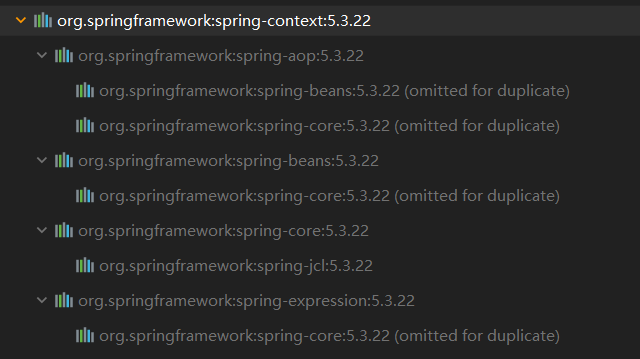 org.springframework:spring-context:5.3.22
org.springframework:spring-aop:5.3.22
org.springframework:spring-beans:5.3.22 (omitted for duplicate)
org.springframework:spring-core:5.3.22 (omitted for duplicate)
org.springframework:spring-beans:5.3.22
org.springframework:spring-core:5.3.22 (omitted for duplicate)
org.springframework:spring-core:5.3.22
org.springframework:spring-jcl:5.3.22
org.springframework:spring-expression:5.3.22
org.springframework:spring-core:5.3.22 (omitted for duplicate)